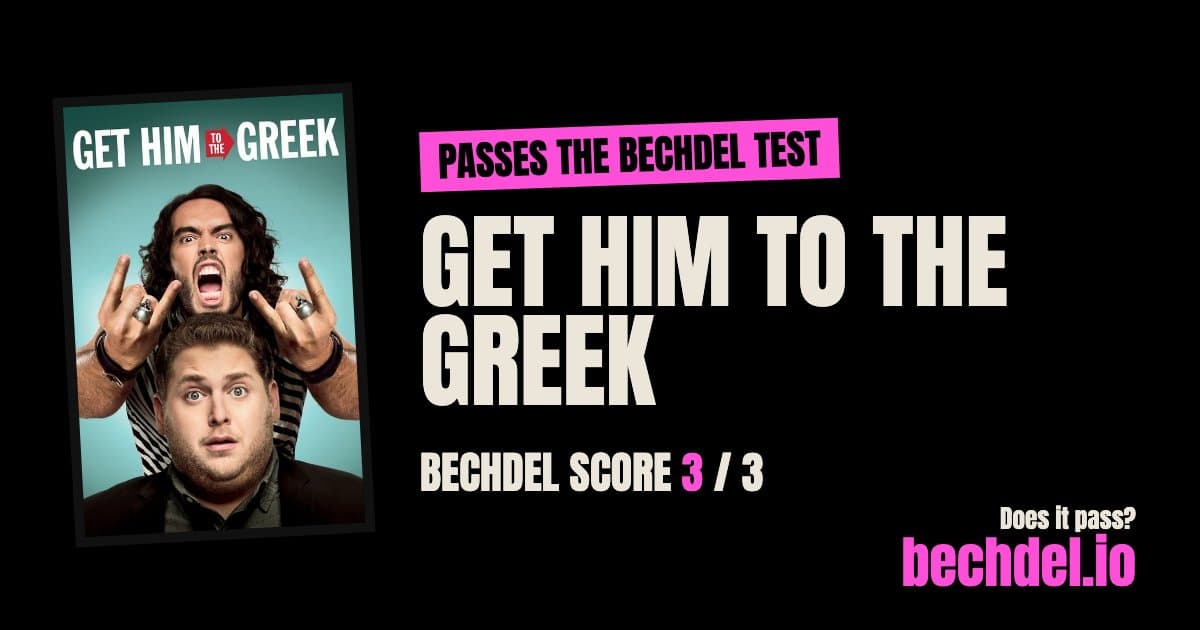 GET HIM TO THE GREEK
PASSES THE BECHDEL TEST
GET HIM TO THE
GREEK
BECHDEL SCORE 3 / 3
Does it pass?
bechdel.io